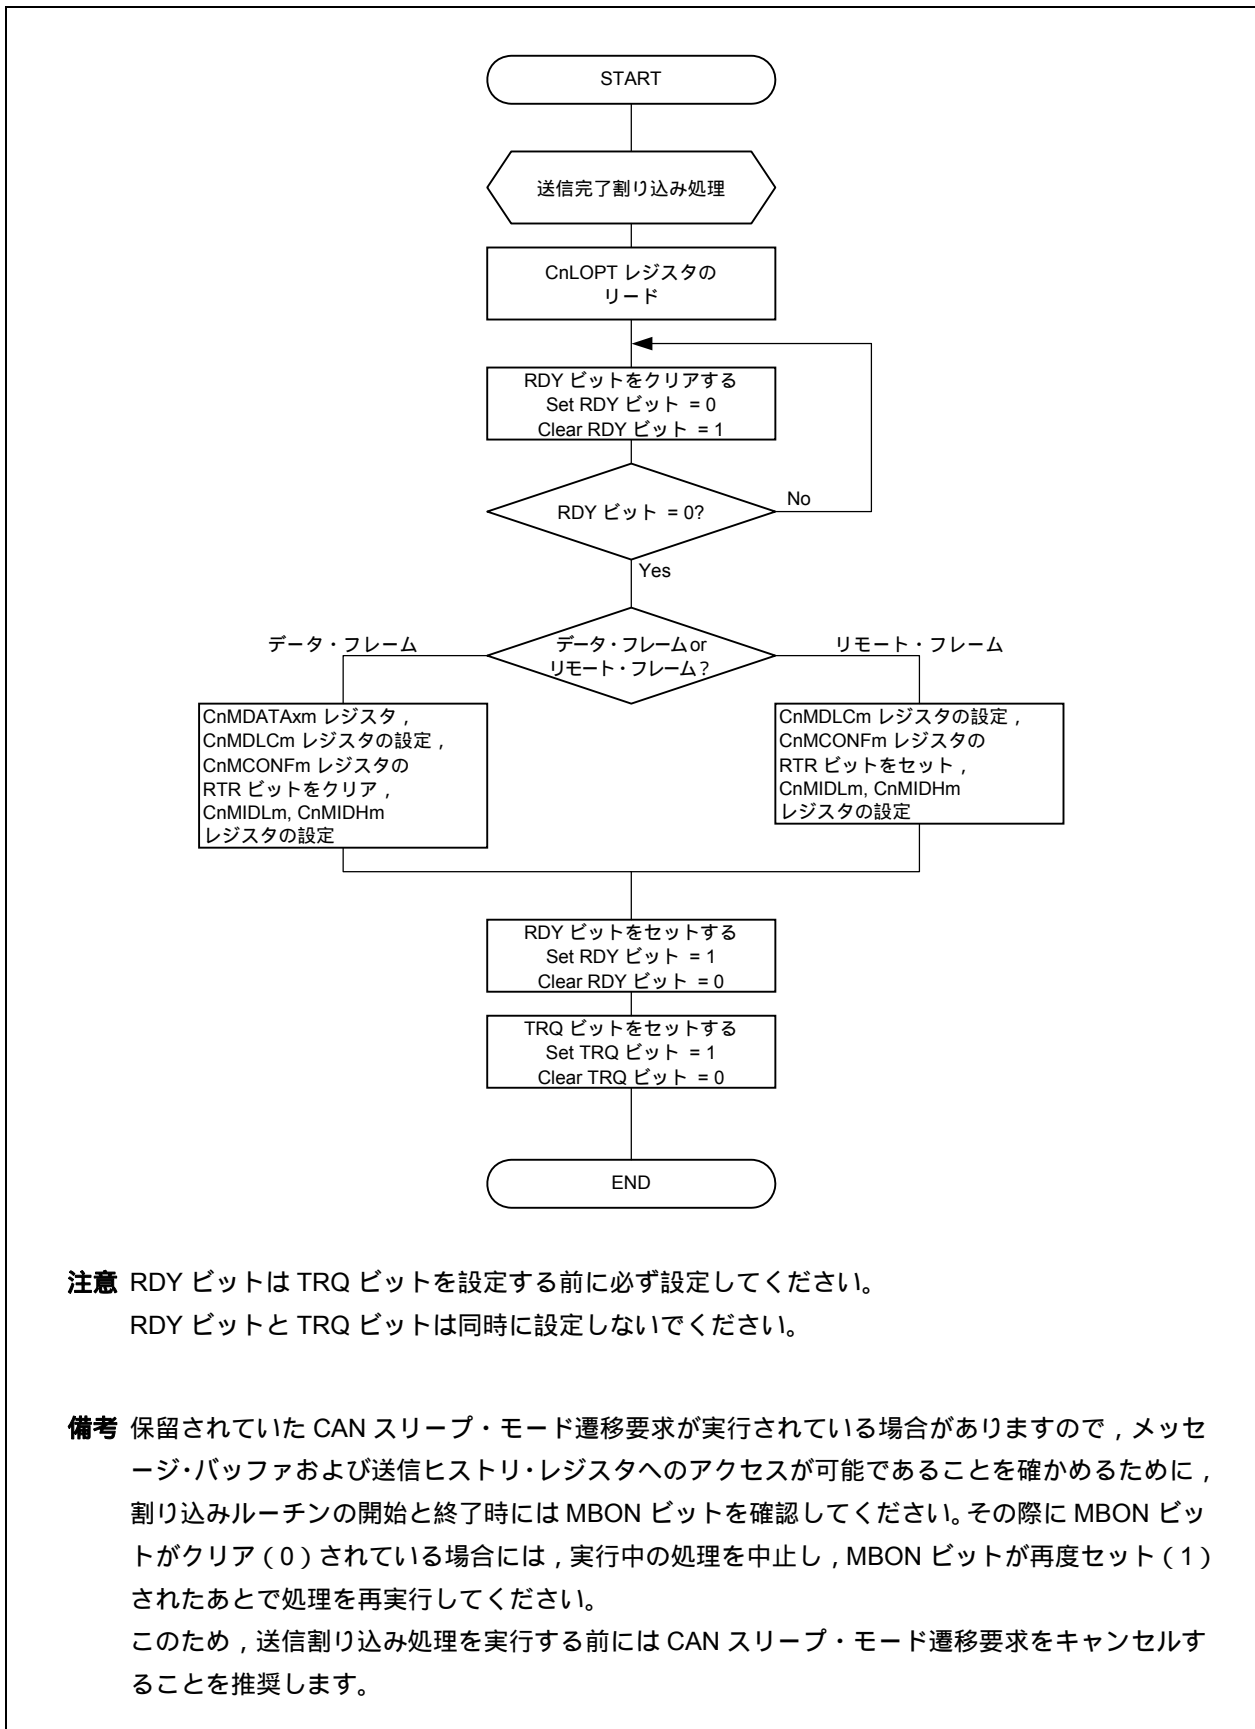 START
送信完了割り込み処理
CnLOPT レジスタの
リード
RDY ビットをクリアする
Set RDY ビット = 0
Clear RDY ビット = 1
RDY ビット = 0?
No
Yes
データ・フレーム
データ・フレームor
リモート・フレーム？
リモート・フレーム
CnMDATAxm レジスタ，
CnMDLCm レジスタの設定，
CnMCONFm レジスタの
RTR ビットをクリア，
CnMIDLm, CnMIDHm
レジスタの設定
CnMDLCm レジスタの設定，
CnMCONFm レジスタの
RTR ビットをセット，
CnMIDLm, CnMIDHm
レジスタの設定
RDY ビットをセットする
Set RDY ビット = 1
Clear RDY ビット = 0
TRQ ビットをセットする
Set TRQ ビット = 1
Clear TRQ ビット = 0
END
注意 RDY ビットは TRQ ビットを設定する前に必ず設定してください。
RDY ビットと TRQ ビットは同時に設定しないでください。
備考 保留されていた CAN スリープ・モード遷移要求が実行されている場合がありますので，メッセ
ージ・バッファおよび送信ヒストリ・レジスタへのアクセスが可能であることを確かめるために，
割り込みルーチンの開始と終了時には MBON ビットを確認してください。その際に MBON ビッ
トがクリア（0）されている場合には，実行中の処理を中止し，MBON ビットが再度セット（1）
されたあとで処理を再実行してください。
このため，送信割り込み処理を実行する前には CAN スリープ・モード遷移要求をキャンセルす
ることを推奨します。